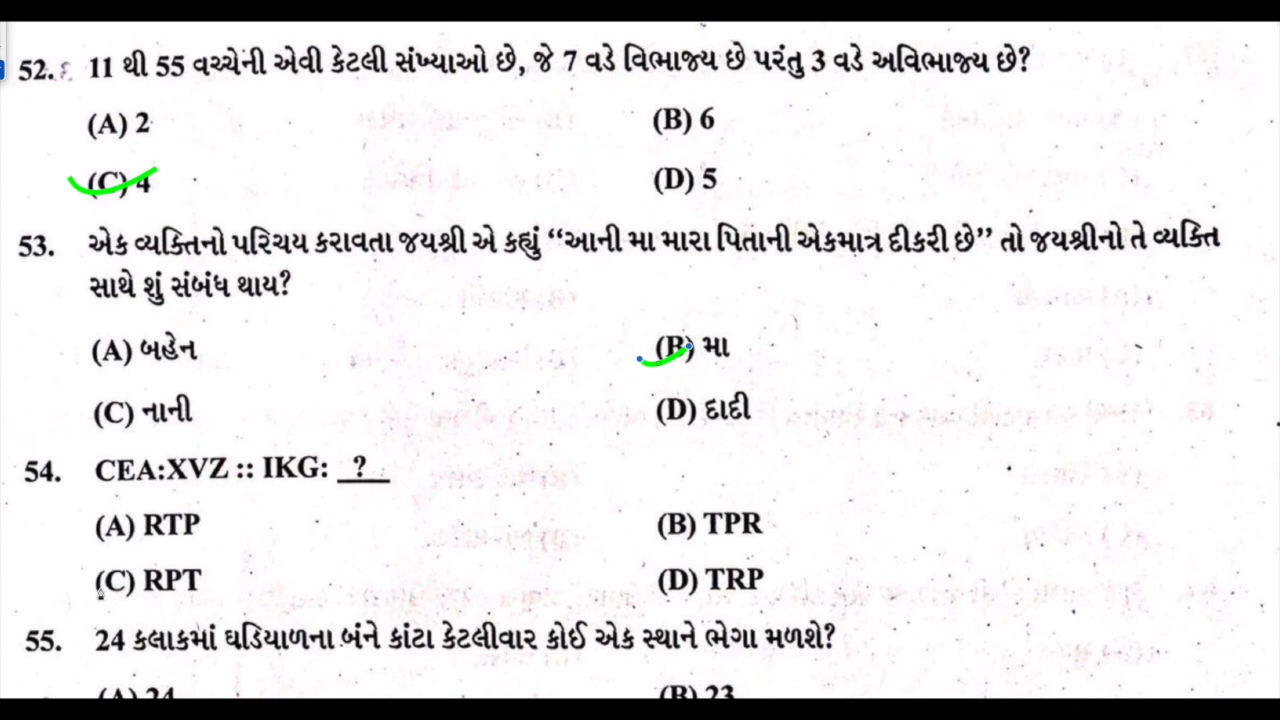 52. 11 થી 55 વચ્ચેની એવી કેટલી સંખ્યાઓ છે, જે 7 વડે વિભાજ્ય છે પરંતુ 3 વડે અવિભાજ્ય છે?
(A) 2 (B) 6
(C) 4 (D) 5
53. એક વ્યક્તિનો પરિચય કરાવતા જયશ્રી એ કહ્યું “આની મા મારા પિતાની એકમાત્ર દીકરી છે” તો જયશ્રીનો તે વ્યક્તિ
સાથે શું સંબંધ થાય?
(A) બહેન (B) મા
(C) નાની (D) દાદી
54. CEA:XVZ :: IKG: ?
(A) RTP (B) TPR
(C) RPT (D) TRP
55. 24 કલાકમાં ઘડિયાળના બંને કાંટા કેટલીવાર કોઈ એક સ્થાને ભેગા મળશે?
(A) 24 (B) 23